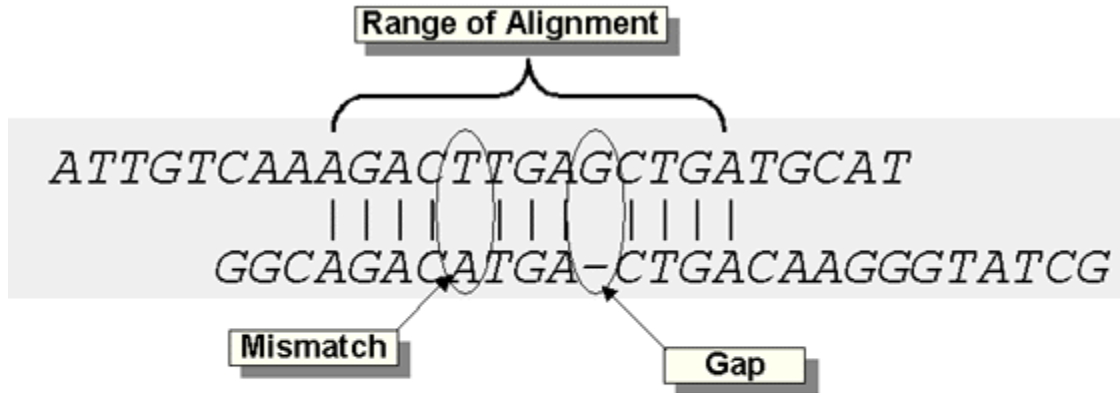 Range of Alignment
ATTGTCAAAGACTTGAGCTGATGCAT
GGCAGACATGA-CTGACAAGGGTATCG
Mismatch
Gap